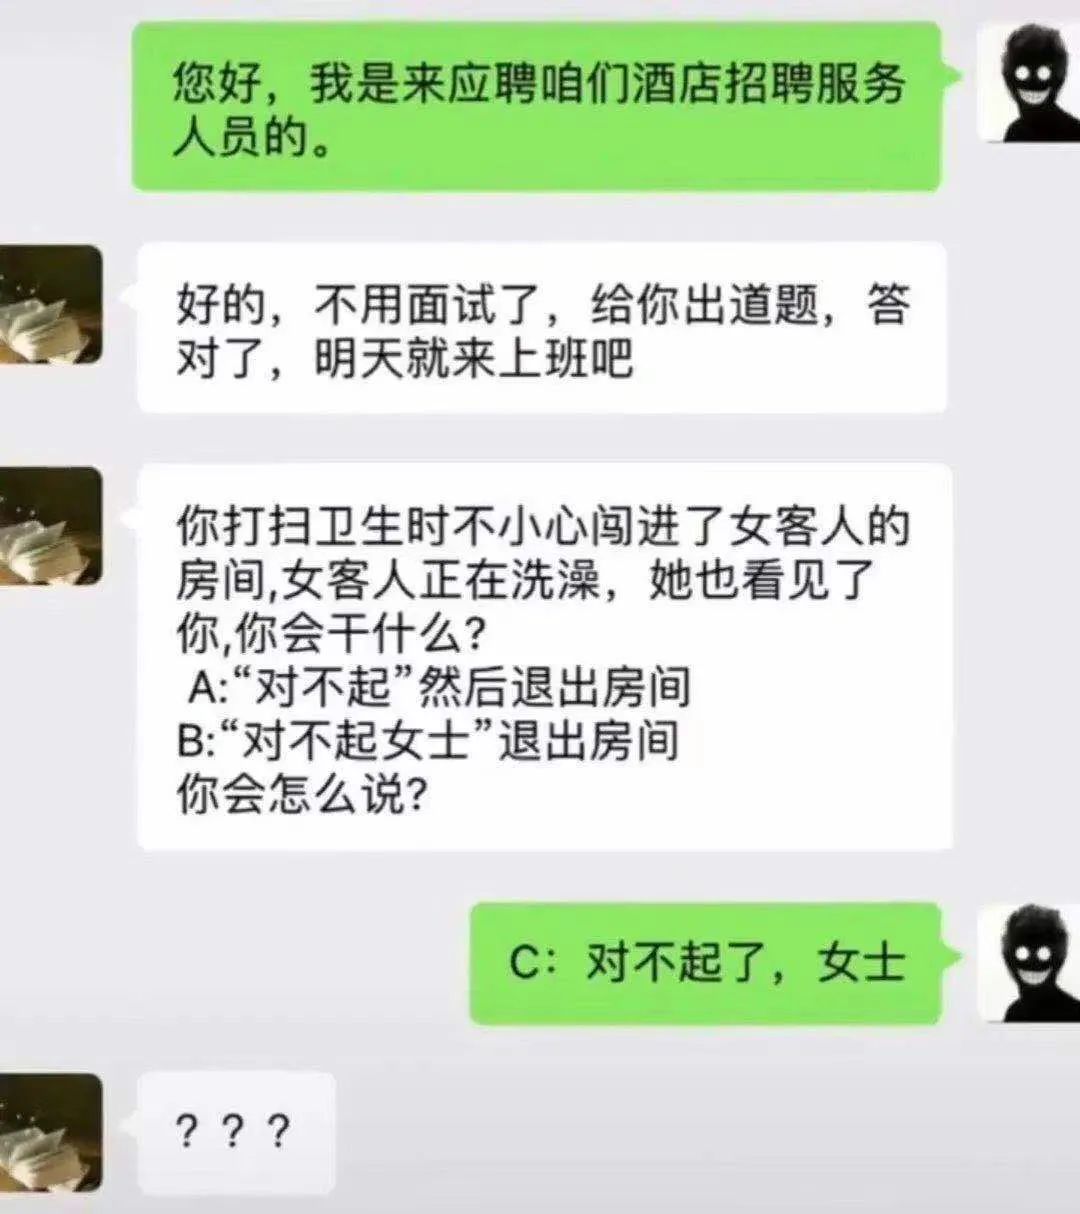 您好，我是来应聘咱们酒店招聘服务
人员的。
好的，不用面试了，给你出道题，答
对了，明天就来上班吧
你打扫卫生时不小心闯进了女客人的
房间,女客人正在洗澡，她也看见了
你,你会干什么?
A:“对不起”然后退出房间
B:“对不起女士”退出房间
你会怎么说?
C：对不起了，女士
？？？